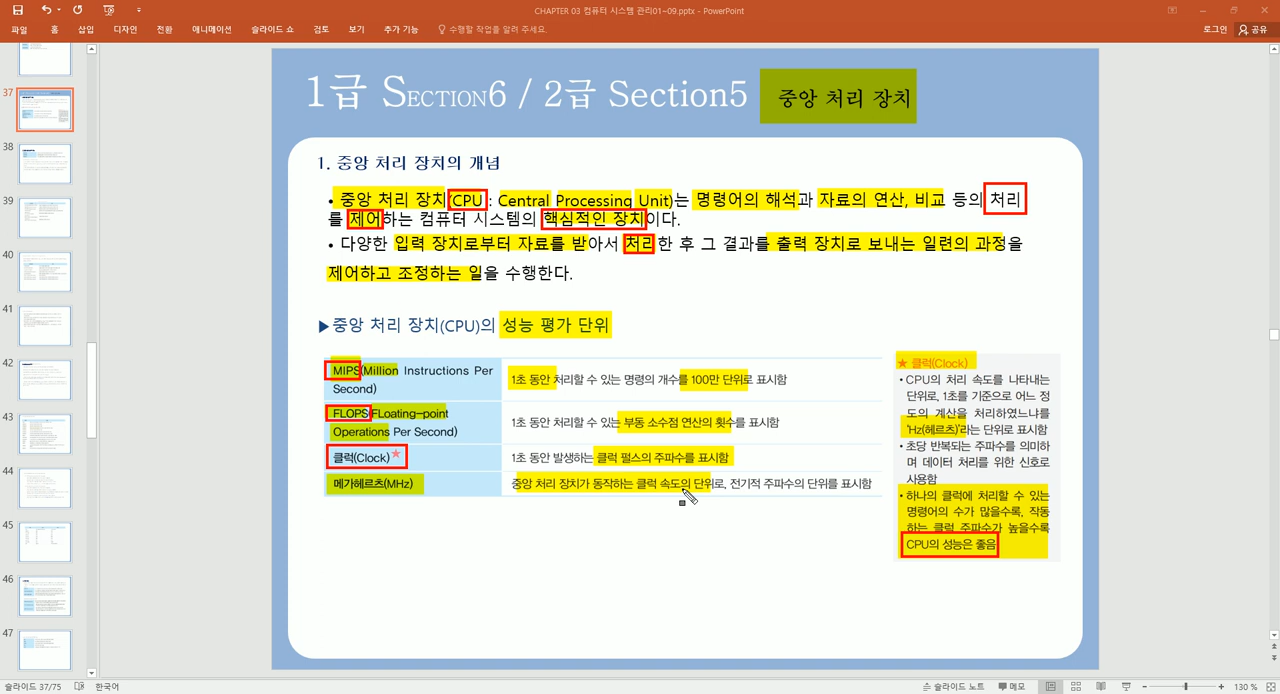 CHAPTER 03 컴퓨터 시스템 관리01~09.pptx - PowerPoint
파일 홈 삽입 디자인 전환 애니메이션 슬라이드 쇼 검토 보기 추가 기능 수행할 작업을 알려 주세요. 로그인 공유
37
38
39
40
41
42
43
44
45
46
47
1급 SECTION6 / 2급 Section5 중앙 처리 장치
1. 중앙 처리 장치의 개념
• 중앙 처리 장치(CPU : Central Processing Unit)는 명령어의 해석과 자료의 연산, 비교 등의 처리
를 제어하는 컴퓨터 시스템의 핵심적인 장치이다.
• 다양한 입력 장치로부터 자료를 받아서 처리한 후 그 결과를 출력 장치로 보내는 일련의 과정을
제어하고 조정하는 일을 수행한다.
▶중앙 처리 장치(CPU)의 성능 평가 단위
MIPS(Million Instructions Per
Second)
1초 동안 처리할 수 있는 명령의 개수를 100만 단위로 표시함
FLOPS(FLoating-point
Operations Per Second)
1초 동안 처리할 수 있는 부동 소수점 연산의 횟수를 표시함
클럭(Clock)★
1초 동안 발생하는 클럭 펄스의 주파수를 표시함
메가헤르츠(MHz)
중앙 처리 장치가 동작하는 클럭 속도의 단위로, 전기적 주파수의 단위를 표시함
★ 클럭(Clock)
• CPU의 처리 속도를 나타내는
단위로, 1초를 기준으로 어느 정
도의 계산을 처리하였느냐를
'Hz(헤르츠)'라는 단위로 표시함
• 초당 반복되는 주파수를 의미하
며 데이터 처리를 위한 신호로
사용함
• 하나의 클럭에 처리할 수 있는
명령어의 수가 많을수록, 작동
하는 클럭 주파수가 높을수록
CPU의 성능은 좋음
슬라이드 37/75 한국어 슬라이드 노트 메모 130 %